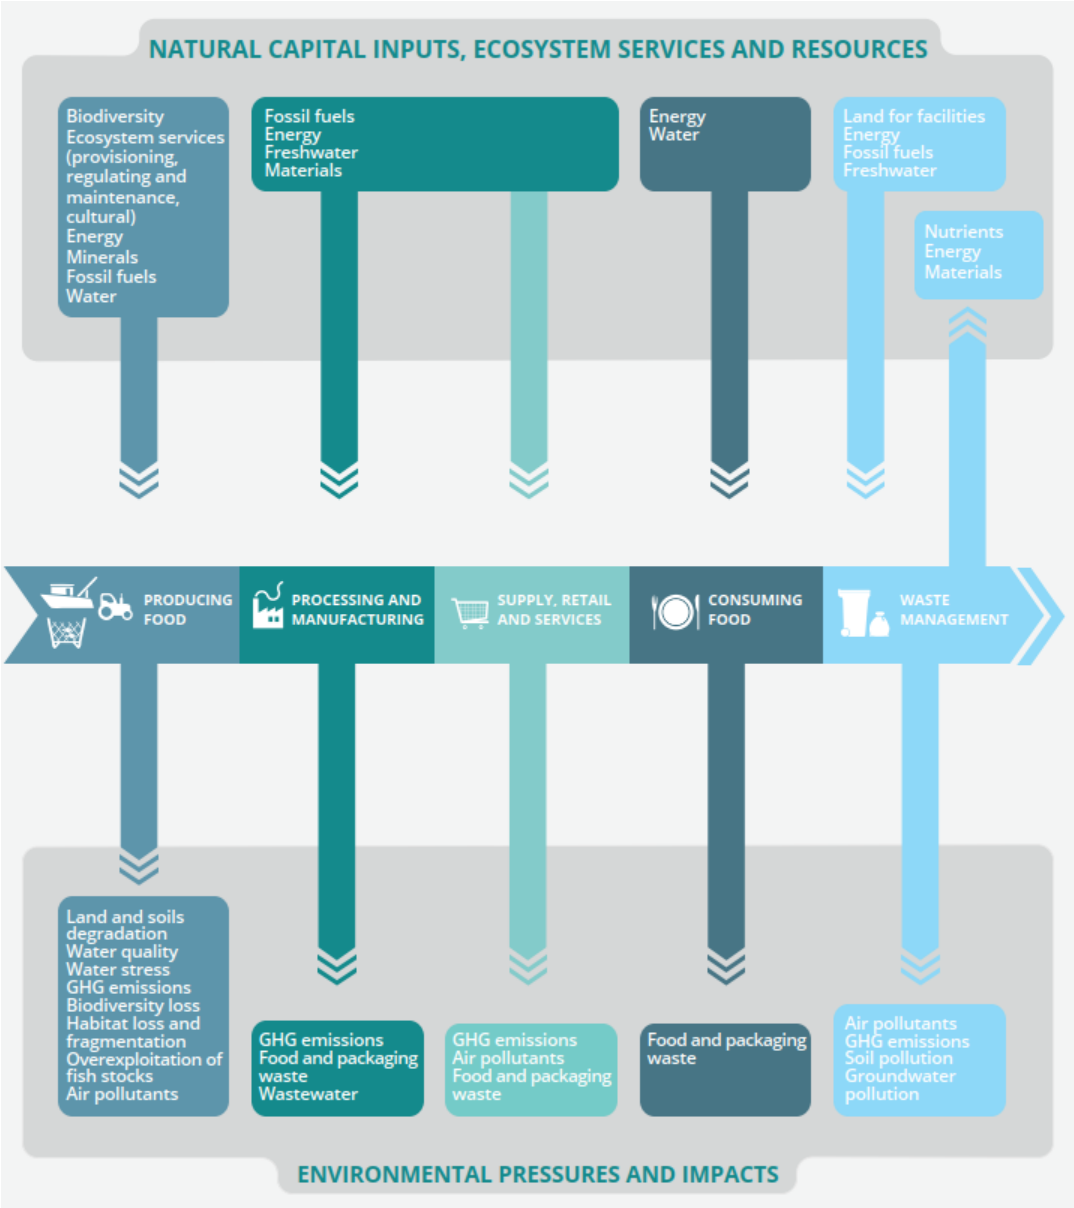 NATURAL CAPITAL INPUTS, ECOSYSTEM SERVICES AND RESOURCES
Biodiversity
Ecosystem services
(provisioning,
regulating and
maintenance,
cultural)
Energy
Minerals
Fossil fuels
Water
Fossil fuels
Energy
Freshwater
Materials
Energy
Water
Land for facilities
Energy
Fossil fuels
Freshwater
Nutrients
Energy
Materials
PRODUCING
FOOD
PROCESSING AND
MANUFACTURING
SUPPLY, RETAIL
AND SERVICES
CONSUMING
FOOD
WASTE
MANAGEMENT
Land and soils
degradation
Water quality
Water stress
GHG emissions
Biodiversity loss
Habitat loss and
fragmentation
Overexploitation of
fish stocks
Air pollutants
GHG emissions
Food and packaging
waste
Wastewater
GHG emissions
Air pollutants
Food and packaging
waste
Food and packaging
waste
Air pollutants
GHG emissions
Soil pollution
Groundwater
pollution
ENVIRONMENTAL PRESSURES AND IMPACTS